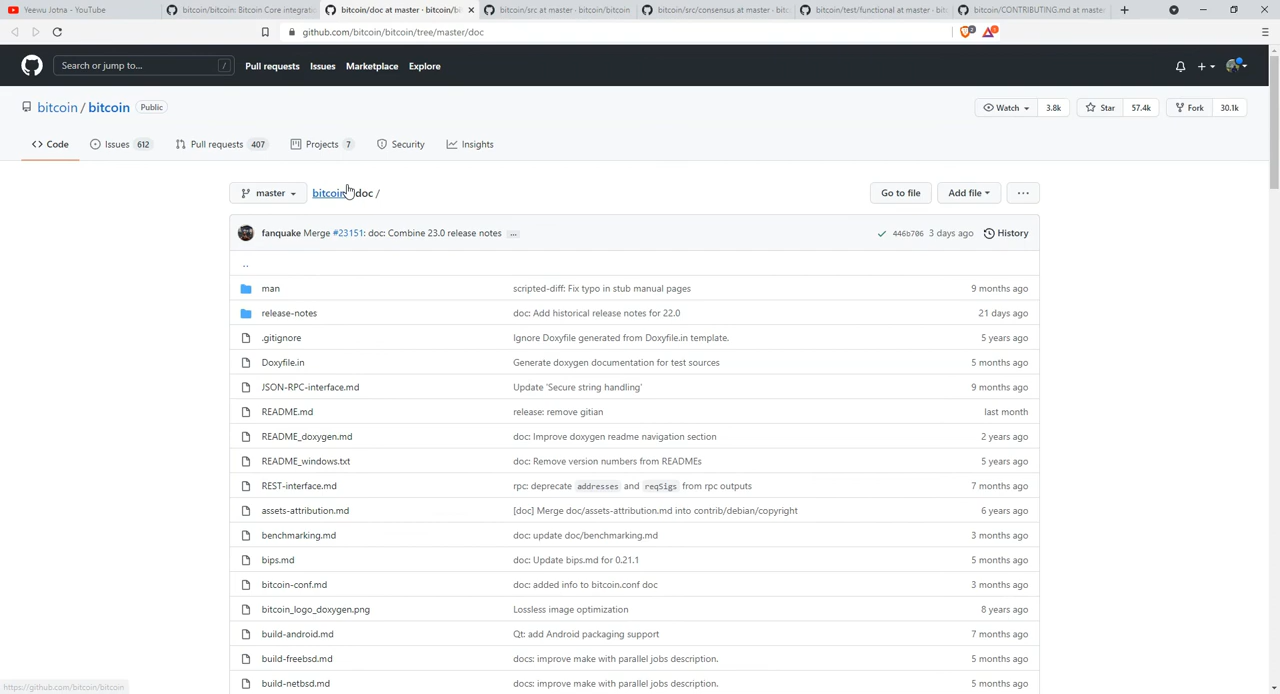 Yeewu Jotna - YouTube
bitcoin/bitcoin: Bitcoin Core integrati
bitcoin/doc at master · bitcoin/bi
bitcoin/src at master · bitcoin/bitcoin
bitcoin/src/consensus at master · bitc
bitcoin/test/functional at master · bit
bitcoin/CONTRIBUTING.md at master
github.com/bitcoin/bitcoin/tree/master/doc
Search or jump to... /
Pull requests Issues Marketplace Explore
bitcoin / bitcoin Public
Watch 3.8k
Star 57.4k
Fork 30.1k
Code
Issues 612
Pull requests 407
Projects 7
Security
Insights
master
bitcoin doc /
Go to file
Add file
...
fanquake Merge #23151: doc: Combine 23.0 release notes ...
446b706 3 days ago History
..
man scripted-diff: Fix typo in stub manual pages 9 months ago
release-notes doc: Add historical release notes for 22.0 21 days ago
.gitignore Ignore Doxyfile generated from Doxyfile.in template. 5 years ago
Doxyfile.in Generate doxygen documentation for test sources 5 months ago
JSON-RPC-interface.md Update 'Secure string handling' 9 months ago
README.md release: remove gitian last month
README_doxygen.md doc: Improve doxygen readme navigation section 2 years ago
README_windows.txt doc: Remove version numbers from READMEs 5 years ago
REST-interface.md rpc: deprecate addresses and reqSigs from rpc outputs 7 months ago
assets-attribution.md [doc] Merge doc/assets-attribution.md into contrib/debian/copyright 6 years ago
benchmarking.md doc: update doc/benchmarking.md 3 months ago
bips.md doc: Update bips.md for 0.21.1 5 months ago
bitcoin-conf.md doc: added info to bitcoin.conf doc 3 months ago
bitcoin_logo_doxygen.png Lossless image optimization 8 years ago
build-android.md Qt: add Android packaging support 7 months ago
build-freebsd.md docs: improve make with parallel jobs description. 5 months ago
build-netbsd.md docs: improve make with parallel jobs description. 5 months ago
https://github.com/bitcoin/bitcoin